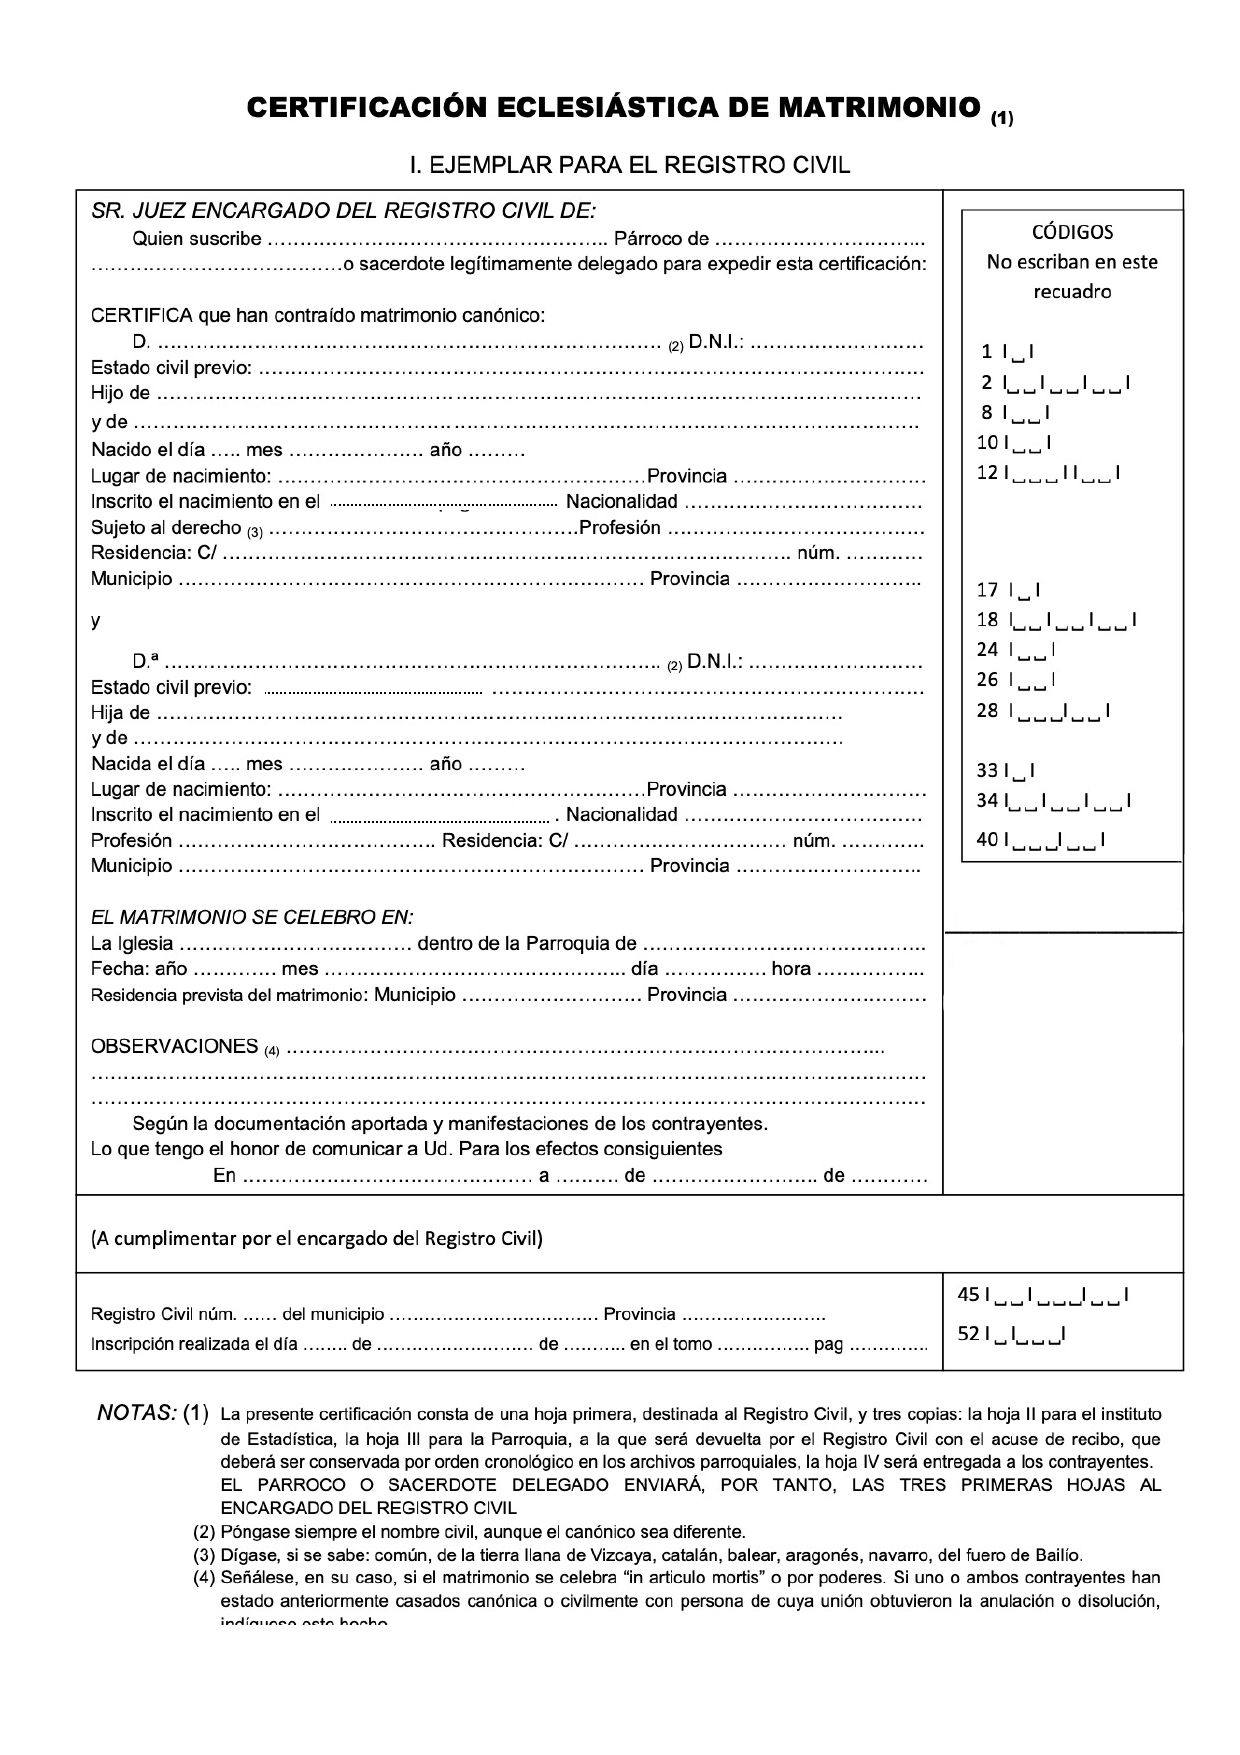 CERTIFICACIÓN ECLESIÁSTICA DE MATRIMONIO (1)
I. EJEMPLAR PARA EL REGISTRO CIVIL
SR. JUEZ ENCARGADO DEL REGISTRO CIVIL DE:
Quien suscribe ........................ Párroco de ........................
........................o sacerdote legítimamente delegado para expedir esta certificación:
CERTIFICA que han contraído matrimonio canónico:
D. ........................ (2) D.N.I.: ........................
Estado civil previo: ........................
Hijo de ........................
y de ........................
Nacido el día ..... mes ..................... año .........
Lugar de nacimiento: ........................Provincia ........................
Inscrito el nacimiento en el ........................ Nacionalidad ........................
Sujeto al derecho (3) ........................Profesión ........................
Residencia: C/ ........................ núm. ............
Municipio ........................ Provincia ........................
y
D.ª ........................ (2) D.N.I.: ........................
Estado civil previo: ........................ ........................
Hija de ........................
y de ........................
Nacida el día ..... mes ..................... año .........
Lugar de nacimiento: ........................Provincia ........................
Inscrito el nacimiento en el ........................ . Nacionalidad ........................
Profesión ........................ Residencia: C/ ........................ núm. .............
Municipio ........................ Provincia ........................
EL MATRIMONIO SE CELEBRO EN:
La Iglesia ........................ dentro de la Parroquia de ........................
Fecha: año ............. mes ........................ día ................ hora .................
Residencia prevista del matrimonio: Municipio ........................ Provincia ........................
OBSERVACIONES (4) ........................
........................
........................
Según la documentación aportada y manifestaciones de los contrayentes.
Lo que tengo el honor de comunicar a Ud. Para los efectos consiguientes
En ........................ a .......... de ........................ de ............
CÓDIGOS
No escriban en este
recuadro
1 I␣I
2 I␣␣I␣␣I␣␣I
8 I␣␣I
10 I␣␣I
12 I␣␣␣II␣␣I
17 I␣I
18 I␣␣I␣␣I␣␣I
24 I␣␣I
26 I␣␣I
28 I␣␣␣I␣␣I
33 I␣I
34 I␣␣I␣␣I␣␣I
40 I␣␣␣I␣␣I
(A cumplimentar por el encargado del Registro Civil)
Registro Civil núm. ...... del municipio ........................ Provincia ........................
Inscripción realizada el día ........ de ........................ de ........... en el tomo ................ pag ..............
45 I␣␣I␣␣␣I␣␣I
52 I␣I␣␣␣I
NOTAS: (1) La presente certificación consta de una hoja primera, destinada al Registro Civil, y tres copias: la hoja II para el instituto
de Estadística, la hoja III para la Parroquia, a la que será devuelta por el Registro Civil con el acuse de recibo, que
deberá ser conservada por orden cronológico en los archivos parroquiales, la hoja IV será entregada a los contrayentes.
EL PARROCO O SACERDOTE DELEGADO ENVIARÁ, POR TANTO, LAS TRES PRIMERAS HOJAS AL
ENCARGADO DEL REGISTRO CIVIL
(2) Póngase siempre el nombre civil, aunque el canónico sea diferente.
(3) Dígase, si se sabe: común, de la tierra llana de Vizcaya, catalán, balear, aragonés, navarro, del fuero de Bailío.
(4) Señálese, en su caso, si el matrimonio se celebra “in articulo mortis” o por poderes. Si uno o ambos contrayentes han
estado anteriormente casados canónica o civilmente con persona de cuya unión obtuvieron la anulación o disolución,
indíquese este hecho